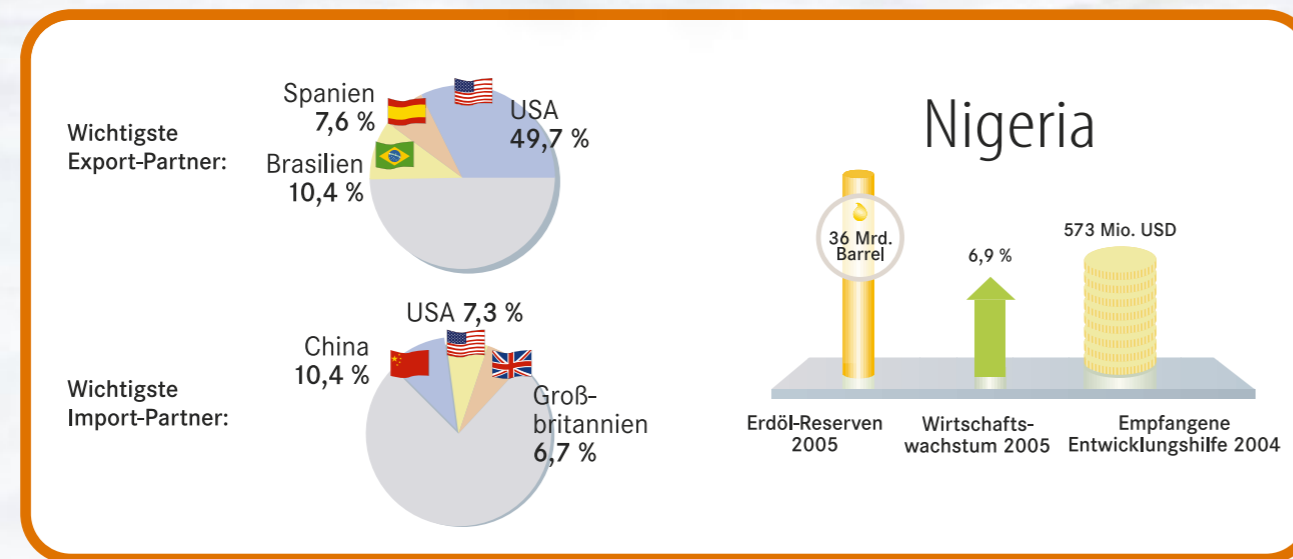 Wichtigste
Export-Partner:
Spanien
7,6 %
USA
49,7 %
Brasilien
10,4 %
Wichtigste
Import-Partner:
USA 7,3 %
China
10,4 %
Groß-
britannien
6,7 %
Nigeria
36 Mrd.
Barrel
6,9 %
573 Mio. USD
Erdöl-Reserven
2005
Wirtschafts-
wachstum 2005
Empfangene
Entwicklungshilfe 2004